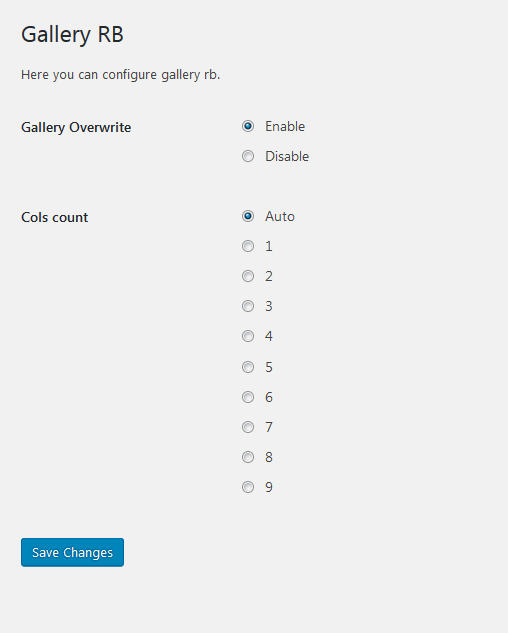 Gallery RB
Here you can configure gallery rb.
Gallery Overwrite
Enable
Disable
Cols count
Auto
1
2
3
4
5
6
7
8
9
Save Changes